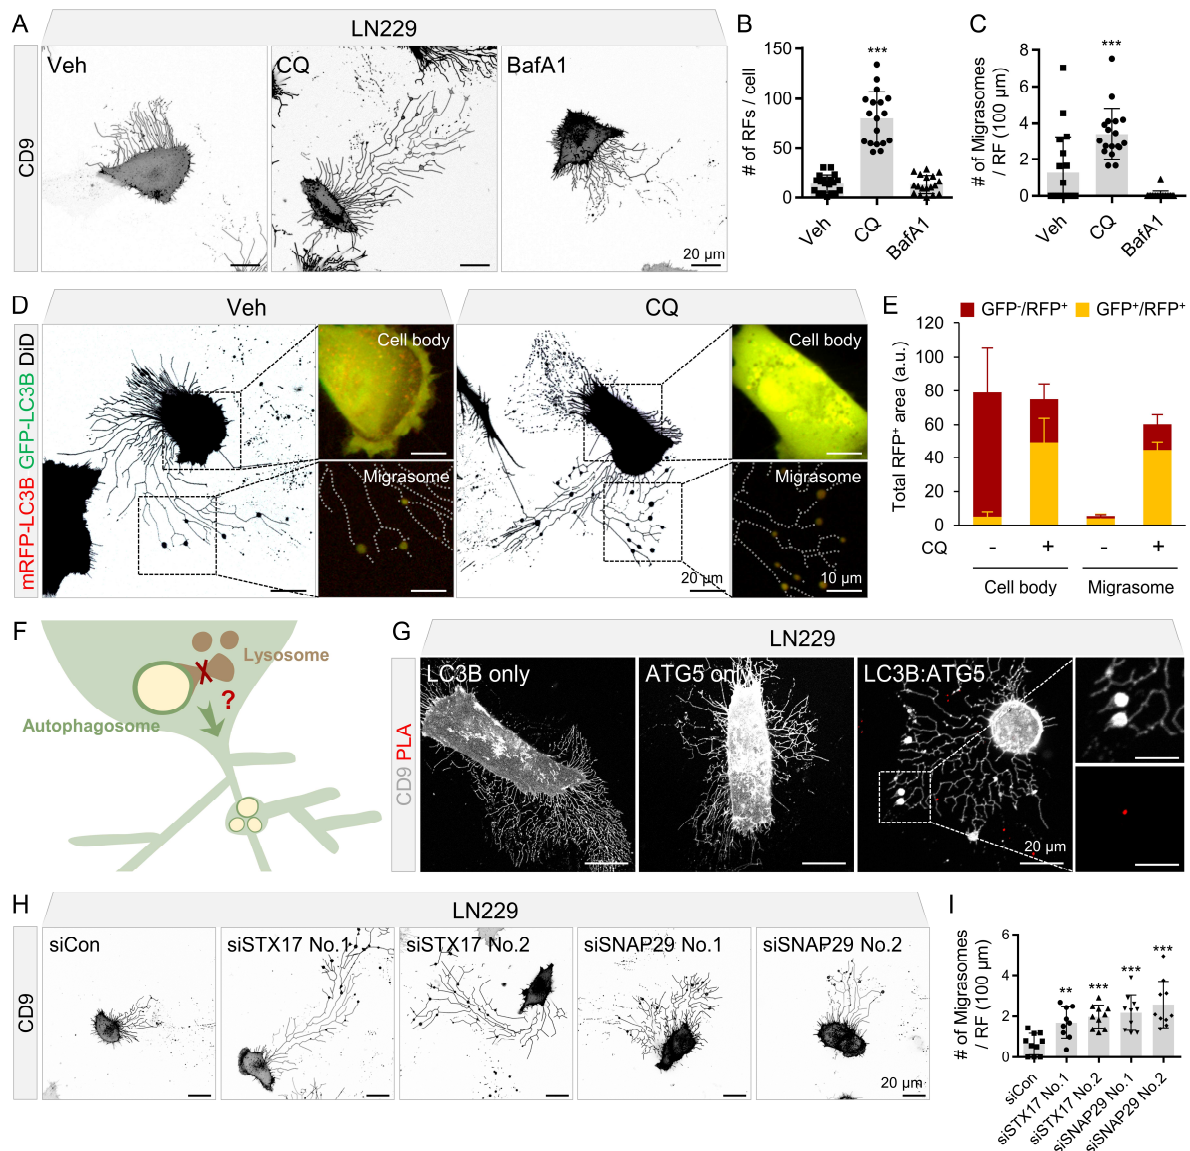 A
LN229
CD9
Veh
CQ
BafA1
20 µm
B
# of RFs / cell
150
100
50
0
***
Veh
CQ
BafA1
C
# of Migrasomes
/ RF (100 µm)
8
6
4
2
0
***
Veh
CQ
BafA1
D
Veh
CQ
mRFP-LC3B GFP-LC3B DiD
Cell body
Migrasome
Cell body
Migrasome
20 µm
10 µm
E
GFP⁻/RFP⁺
GFP⁺/RFP⁺
Total RFP⁺ area (a.u.)
120
100
80
60
40
20
0
CQ - + - +
Cell body
Migrasome
F
Lysosome
X
?
Autophagosome
G
LN229
CD9 PLA
LC3B only
ATG5 only
LC3B:ATG5
20 µm
H
LN229
CD9
siCon
siSTX17 No.1
siSTX17 No.2
siSNAP29 No.1
siSNAP29 No.2
20 µm
I
# of Migrasomes
/ RF (100 µm)
6
4
2
0
**
***
***
***
siCon
siSTX17 No.1
siSTX17 No.2
siSNAP29 No.1
siSNAP29 No.2